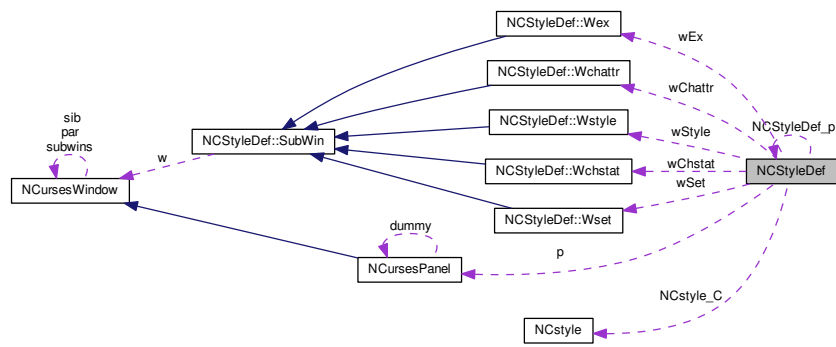 NCStyleDef::Wex
wEx
NCStyleDef::Wchattr
wChattr
sib
par
subwins
NCStyleDef::Wstyle
NCStyleDef_p
wStyle
NCStyleDef::SubWin
w
NCStyleDef::Wchstat
wChstat
NCStyleDef
NCursesWindow
wSet
NCStyleDef::Wset
dummy
NCursesPanel
p
NCstyle_C
NCstyle